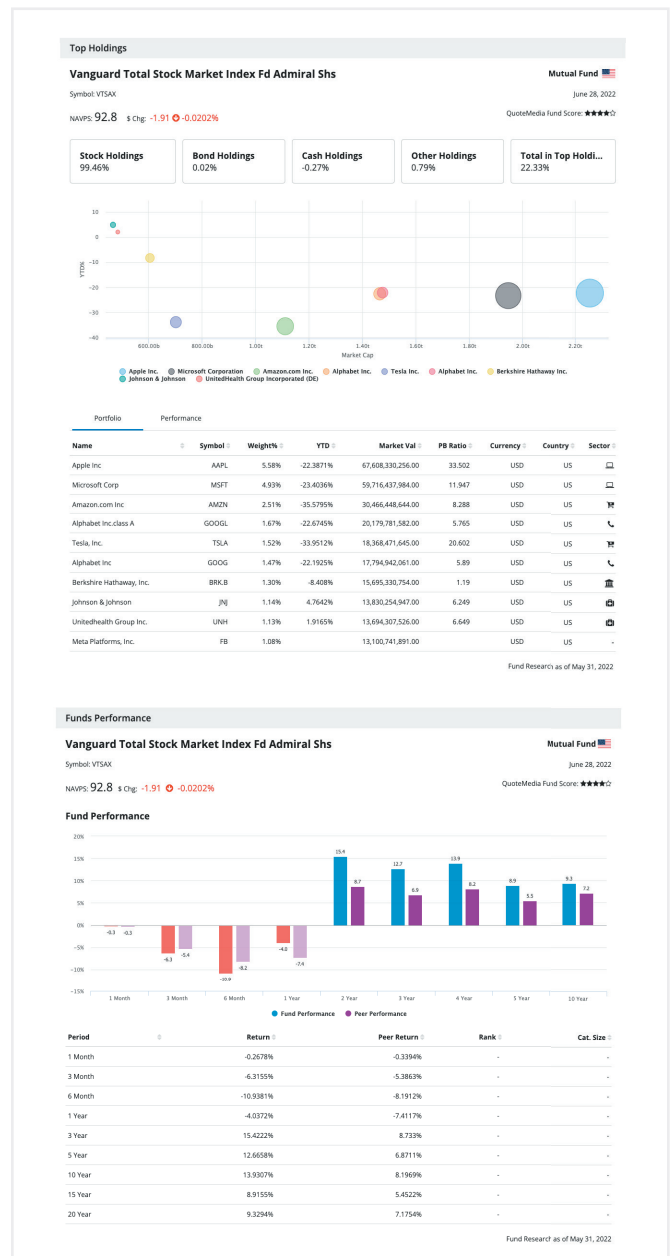 Top Holdings
Vanguard Total Stock Market Index Fd Admiral Shs
Mutual Fund
Symbol: VTSAX
June 28, 2022
NAVPS: 92.8 $ Chg: -1.91 -0.0202%
QuoteMedia Fund Score: ★★★★☆
Stock Holdings
99.46%
Bond Holdings
0.02%
Cash Holdings
-0.27%
Other Holdings
0.79%
Total in Top Holdi...
22.33%
YTD%
10
0
-10
-20
-30
-40
600.00b 800.00b 1.00t 1.20t 1.40t 1.60t 1.80t 2.00t 2.20t
Market Cap
Apple Inc. Microsoft Corporation Amazon.com Inc. Alphabet Inc. Tesla Inc. Alphabet Inc. Berkshire Hathaway Inc.
Johnson & Johnson UnitedHealth Group Incorporated (DE)
Portfolio Performance
Name Symbol Weight% YTD Market Val PB Ratio Currency Country Sector
Apple Inc AAPL 5.58% -22.3871% 67,608,330,256.00 33.502 USD US
Microsoft Corp MSFT 4.93% -23.4036% 59,716,437,984.00 11.947 USD US
Amazon.com Inc AMZN 2.51% -35.5795% 30,466,448,644.00 8.288 USD US
Alphabet Inc.class A GOOGL 1.67% -22.6745% 20,179,781,582.00 5.765 USD US
Tesla, Inc. TSLA 1.52% -33.9512% 18,368,471,645.00 20.602 USD US
Alphabet Inc GOOG 1.47% -22.1925% 17,794,942,061.00 5.89 USD US
Berkshire Hathaway, Inc. BRK.B 1.30% -8.408% 15,695,330,754.00 1.19 USD US
Johnson & Johnson JNJ 1.14% 4.7642% 13,830,254,947.00 6.249 USD US
Unitedhealth Group Inc. UNH 1.13% 1.9165% 13,694,307,526.00 6.649 USD US
Meta Platforms, Inc. FB 1.08% 13,100,741,891.00 USD US -
Fund Research as of May 31, 2022
Funds Performance
Vanguard Total Stock Market Index Fd Admiral Shs
Mutual Fund
Symbol: VTSAX
June 28, 2022
NAVPS: 92.8 $ Chg: -1.91 -0.0202%
QuoteMedia Fund Score: ★★★★☆
Fund Performance
20%
15%
10%
5%
0%
-5%
-10%
-15%
-0.3 -0.3
-6.3 -5.4
-10.9 -8.2
-4.0 -7.4
15.4 8.7
12.7 6.9
13.9 8.2
8.9 5.5
9.3 7.2
1 Month 3 Month 6 Month 1 Year 2 Year 3 Year 4 Year 5 Year 10 Year
Fund Performance Peer Performance
Period Return Peer Return Rank Cat. Size
1 Month -0.2678% -0.3394% - -
3 Month -6.3155% -5.3863% - -
6 Month -10.9381% -8.1912% - -
1 Year -4.0372% -7.4117% - -
3 Year 15.4222% 8.733% - -
5 Year 12.6658% 6.8711% - -
10 Year 13.9307% 8.1969% - -
15 Year 8.9155% 5.4522% - -
20 Year 9.3294% 7.1754% - -
Fund Research as of May 31, 2022